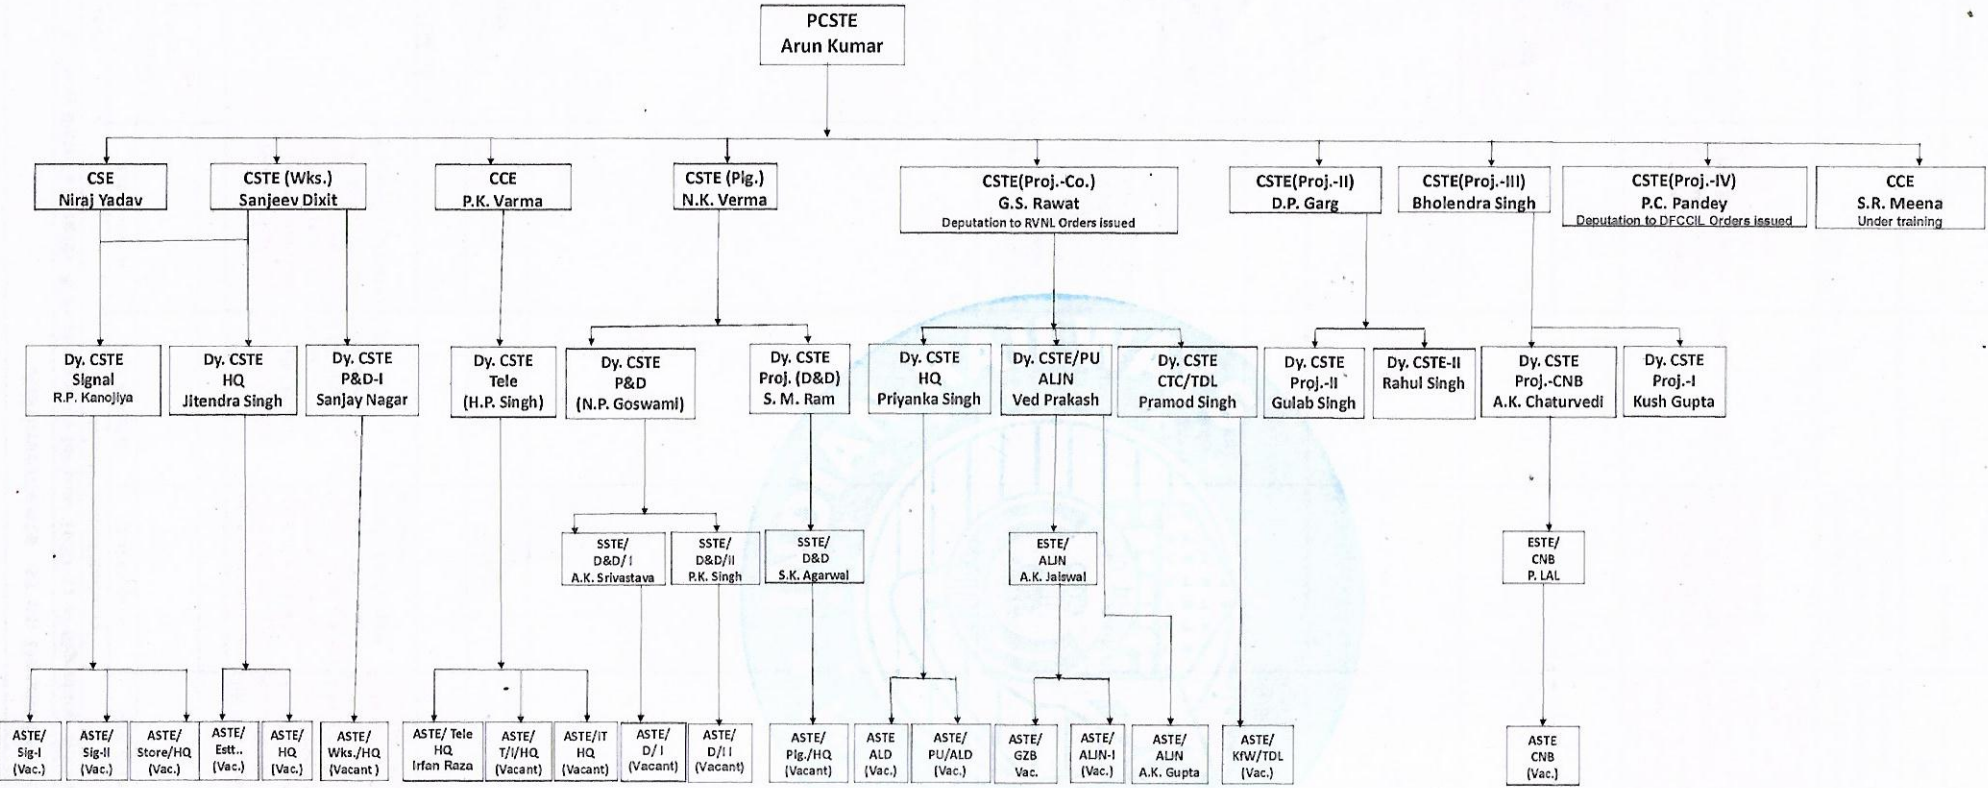 PCSTE
Arun Kumar
CSE
Niraj Yadav
CSTE (Wks.)
Sanjeev Dixit
CCE
P.K. Varma
CSTE (Plg.)
N.K. Verma
CSTE(Proj.-Co.)
G.S. Rawat
Deputation to RVNL Orders issued
CSTE(Proj.-II)
D.P. Garg
CSTE(Proj.-III)
Bholendra Singh
CSTE(Proj.-IV)
P.C. Pandey
Deputation to DFCCIL Orders issued
CCE
S.R. Meena
Under training
Dy. CSTE
Signal
R.P. Kanojiya
Dy. CSTE
HQ
Jitendra Singh
Dy. CSTE
P&D-I
Sanjay Nagar
Dy. CSTE
Tele
(H.P. Singh)
Dy. CSTE
P&D
(N.P. Goswami)
Dy. CSTE
Proj. (D&D)
S. M. Ram
Dy. CSTE
HQ
Priyanka Singh
Dy. CSTE/PU
ALJN
Ved Prakash
Dy. CSTE
CTC/TDL
Pramod Singh
Dy. CSTE
Proj.-II
Gulab Singh
Dy. CSTE-II
Rahul Singh
Dy. CSTE
Proj.-CNB
A.K. Chaturvedi
Dy. CSTE
Proj.-I
Kush Gupta
SSTE/
D&D/I
A.K. Srivastava
SSTE/
D&D/II
P.K. Singh
SSTE/
D&D
S.K. Agarwal
ESTE/
ALJN
A.K. Jaiswal
ESTE/
CNB
P. LAL
ASTE/
Sig-I
(Vac.)
ASTE/
Sig-II
(Vac.)
ASTE/
Store/HQ
(Vac.)
ASTE/
Estt..
(Vac.)
ASTE/
HQ
(Vac.)
ASTE/
Wks./HQ
(Vacant )
ASTE/ Tele
HQ
Irfan Raza
ASTE/
T/I/HQ
(Vacant)
ASTE/IT
HQ
(Vacant)
ASTE/
D/ I
(Vacant)
ASTE/
D/I I
(Vacant)
ASTE/
Plg./HQ
(Vacant)
ASTE
ALD
(Vac.)
ASTE/
PU/ALD
(Vac.)
ASTE/
GZB
Vac.
ASTE/
ALJN-I
(Vac.)
ASTE/
ALJN
A.K. Gupta
ASTE/
KfW/TDL
(Vac.)
ASTE
CNB
(Vac.)